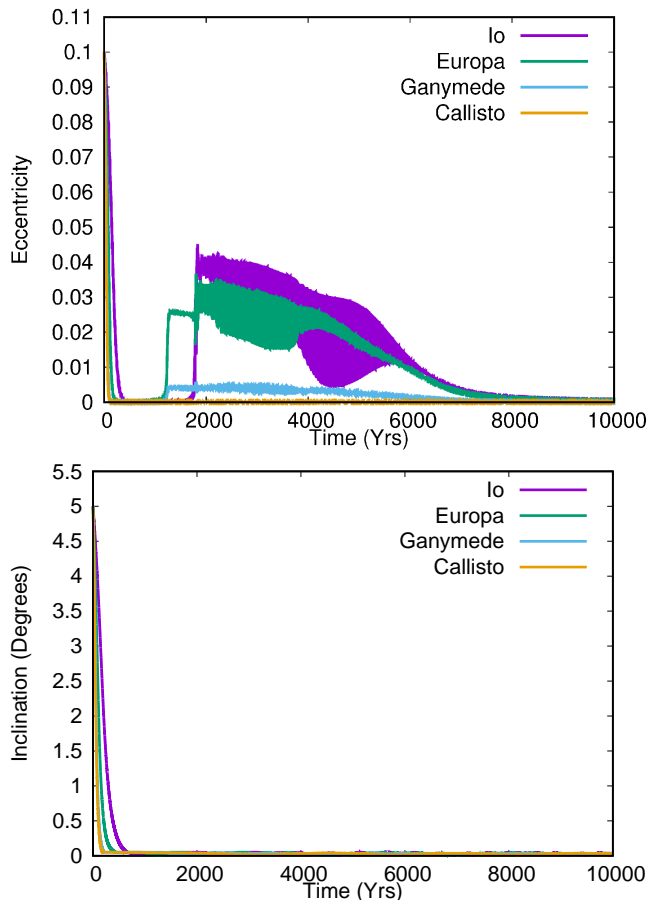 0.11
0.1
0.09
0.08
0.07
0.06
0.05
0.04
0.03
0.02
0.01
0
Eccentricity
Io
Europa
Ganymede
Callisto
0 2000 4000 6000 8000 10000
Time (Yrs)
5.5
5
4.5
4
3.5
3
2.5
2
1.5
1
0.5
0
Inclination (Degrees)
Io
Europa
Ganymede
Callisto
0 2000 4000 6000 8000 10000
Time (Yrs)